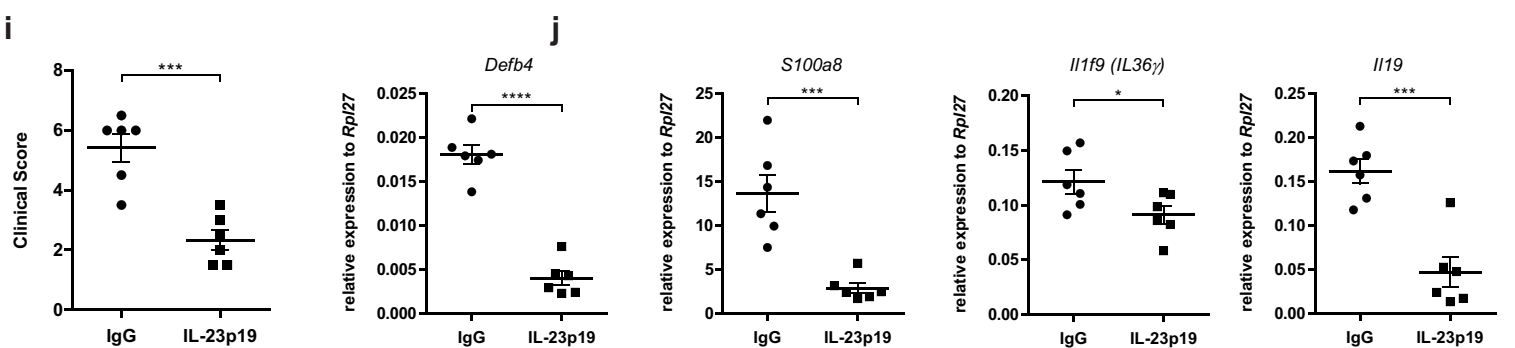 i
Clinical Score
8
6
4
2
0
***
IgG
IL-23p19
j
Defb4
relative expression to Rpl27
0.025
0.020
0.015
0.010
0.005
0.000
****
IgG
IL-23p19
S100a8
relative expression to Rpl27
25
20
15
10
5
0
***
IgG
IL-23p19
Il1f9 (IL36γ)
relative expression to Rpl27
0.20
0.15
0.10
0.05
0.00
*
IgG
IL-23p19
Il19
relative expression to Rpl27
0.25
0.20
0.15
0.10
0.05
0.00
***
IgG
IL-23p19